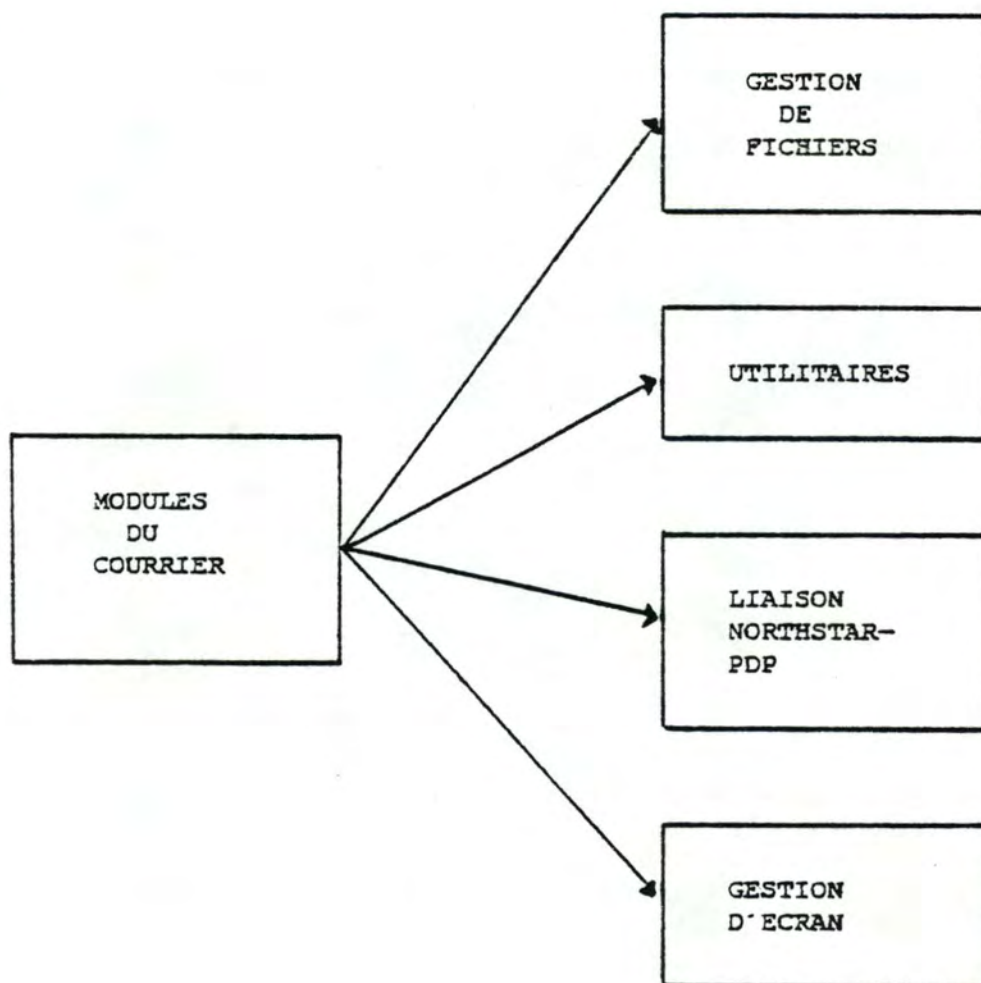 GESTION
DE
FICHIERS
UTILITAIRES
MODULES
DU
COURRIER
LIAISON
NORTHSTAR-
PDP
GESTION
D'ECRAN